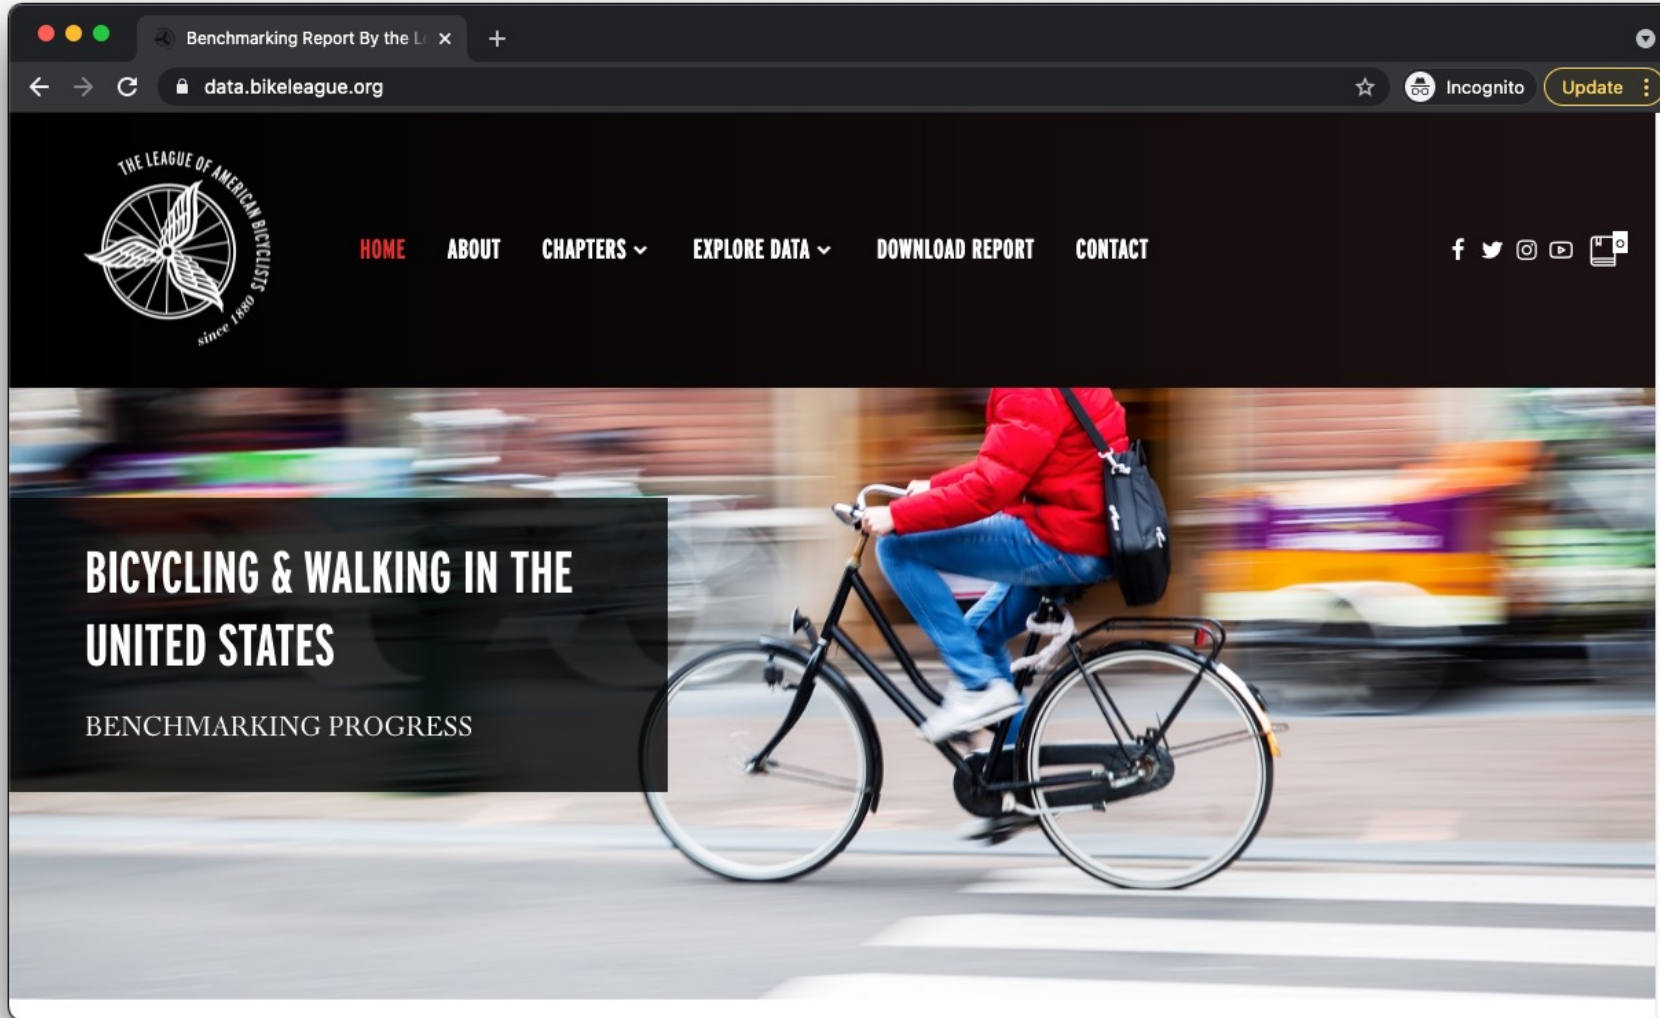 Benchmarking Report By the L
data.bikeleague.org
Incognito
Update
THE LEAGUE OF AMERICAN BICYCLISTS
since 1880
HOME ABOUT CHAPTERS EXPLORE DATA DOWNLOAD REPORT CONTACT
0
BICYCLING & WALKING IN THE
UNITED STATES
BENCHMARKING PROGRESS